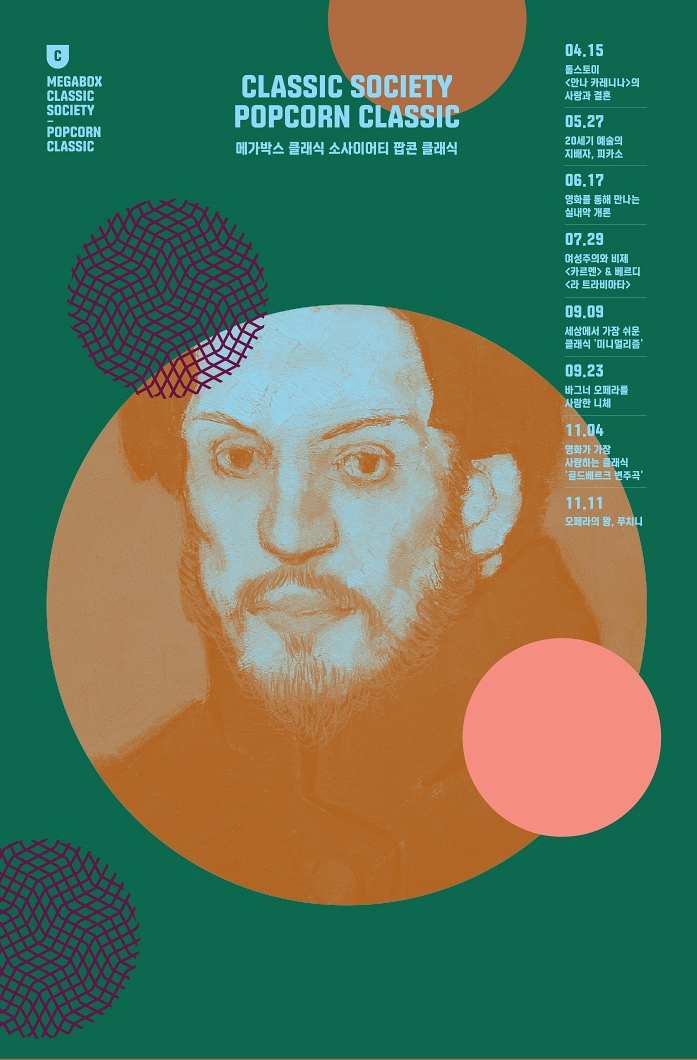 C
MEGABOX
CLASSIC
SOCIETY
–
POPCORN
CLASSIC
CLASSIC SOCIETY
POPCORN CLASSIC
메가박스 클래식 소사이어티 팝콘 클래식
04.15
톨스토이
<안나 카레니나>의
사랑과 결혼
05.27
20세기 예술의
지배자, 피카소
06.17
영화를 통해 만나는
실내악 개론
07.29
여성주의와 비제
<카르멘> & 베르디
<라 트라비아타>
09.09
세상에서 가장 쉬운
클래식 '미니멀리즘'
09.23
바그너 오페라를
사랑한 니체
11.04
영화가 가장
사랑하는 클래식
'골드베르크 변주곡'
11.11
오페라의 왕, 푸치니